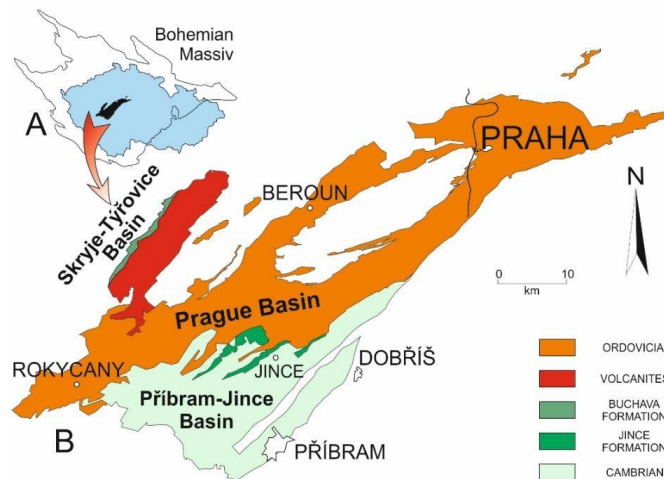 Bohemian
Massiv
A
PRAHA
BEROUN
N
Skryje-Týřovice
Basin
0 10
km
Prague Basin
ORDOVICIA
ROKYCANY
JINCE
DOBŘÍŠ
VOLCANITES
Příbram-Jince
Basin
BUCHAVA
FORMATION
B
JINCE
FORMATION
PŘÍBRAM
CAMBRIAN